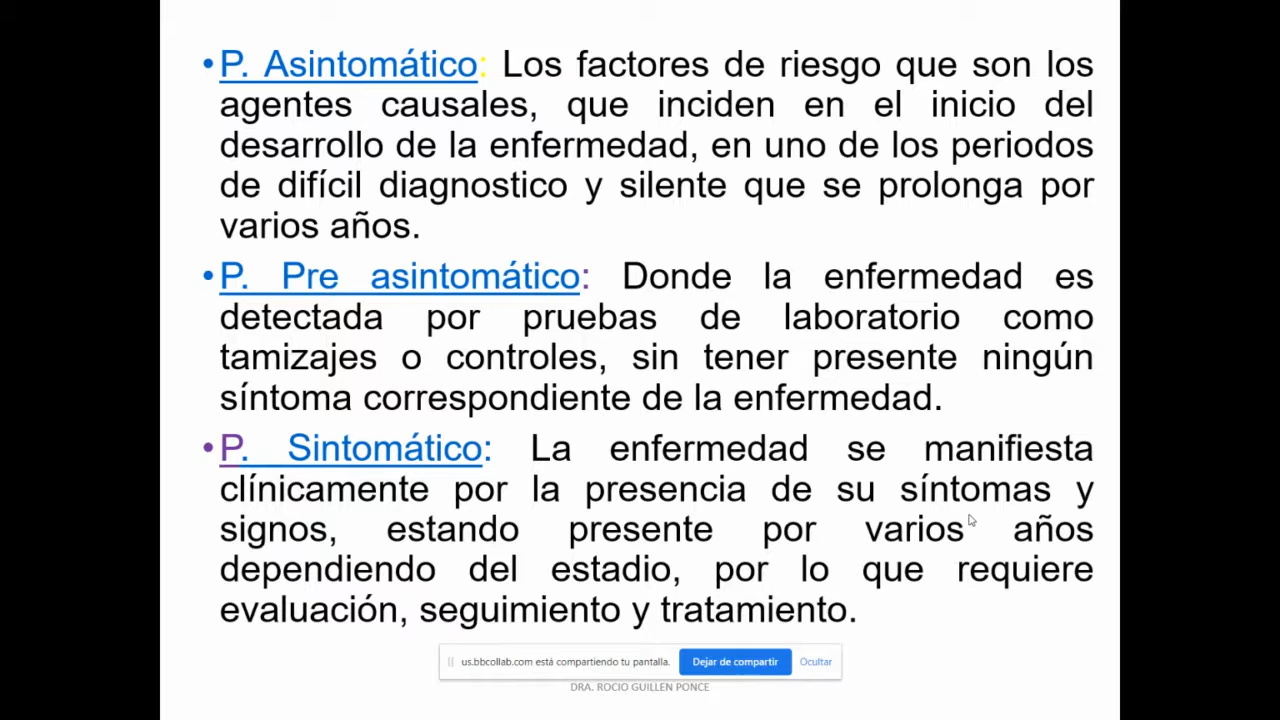 • P. Asintomático: Los factores de riesgo que son los
agentes causales, que inciden en el inicio del
desarrollo de la enfermedad, en uno de los periodos
de difícil diagnostico y silente que se prolonga por
varios años.
• P. Pre asintomático: Donde la enfermedad es
detectada por pruebas de laboratorio como
tamizajes o controles, sin tener presente ningún
síntoma correspondiente de la enfermedad.
• P. Sintomático: La enfermedad se manifiesta
clínicamente por la presencia de su síntomas y
signos, estando presente por varios años
dependiendo del estadio, por lo que requiere
evaluación, seguimiento y tratamiento.
us.bbcollab.com está compartiendo tu pantalla. Dejar de compartir Ocultar
DRA. ROCIO GUILLEN PONCE